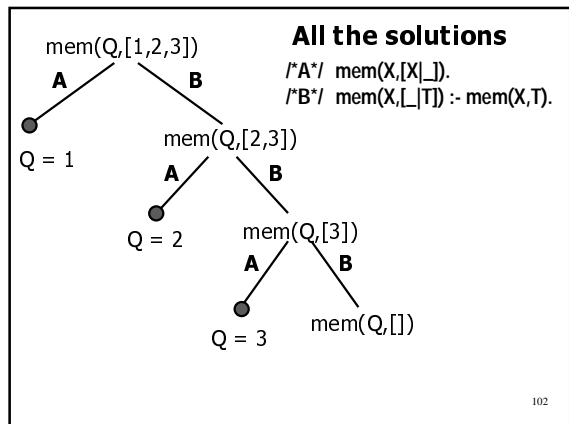 All the solutions
/*A*/ mem(X,[X|_]).
/*B*/ mem(X,[_|T]) :- mem(X,T).
mem(Q,[1,2,3])
A
B
Q = 1
mem(Q,[2,3])
A
B
Q = 2
mem(Q,[3])
A
B
Q = 3
mem(Q,[])
102